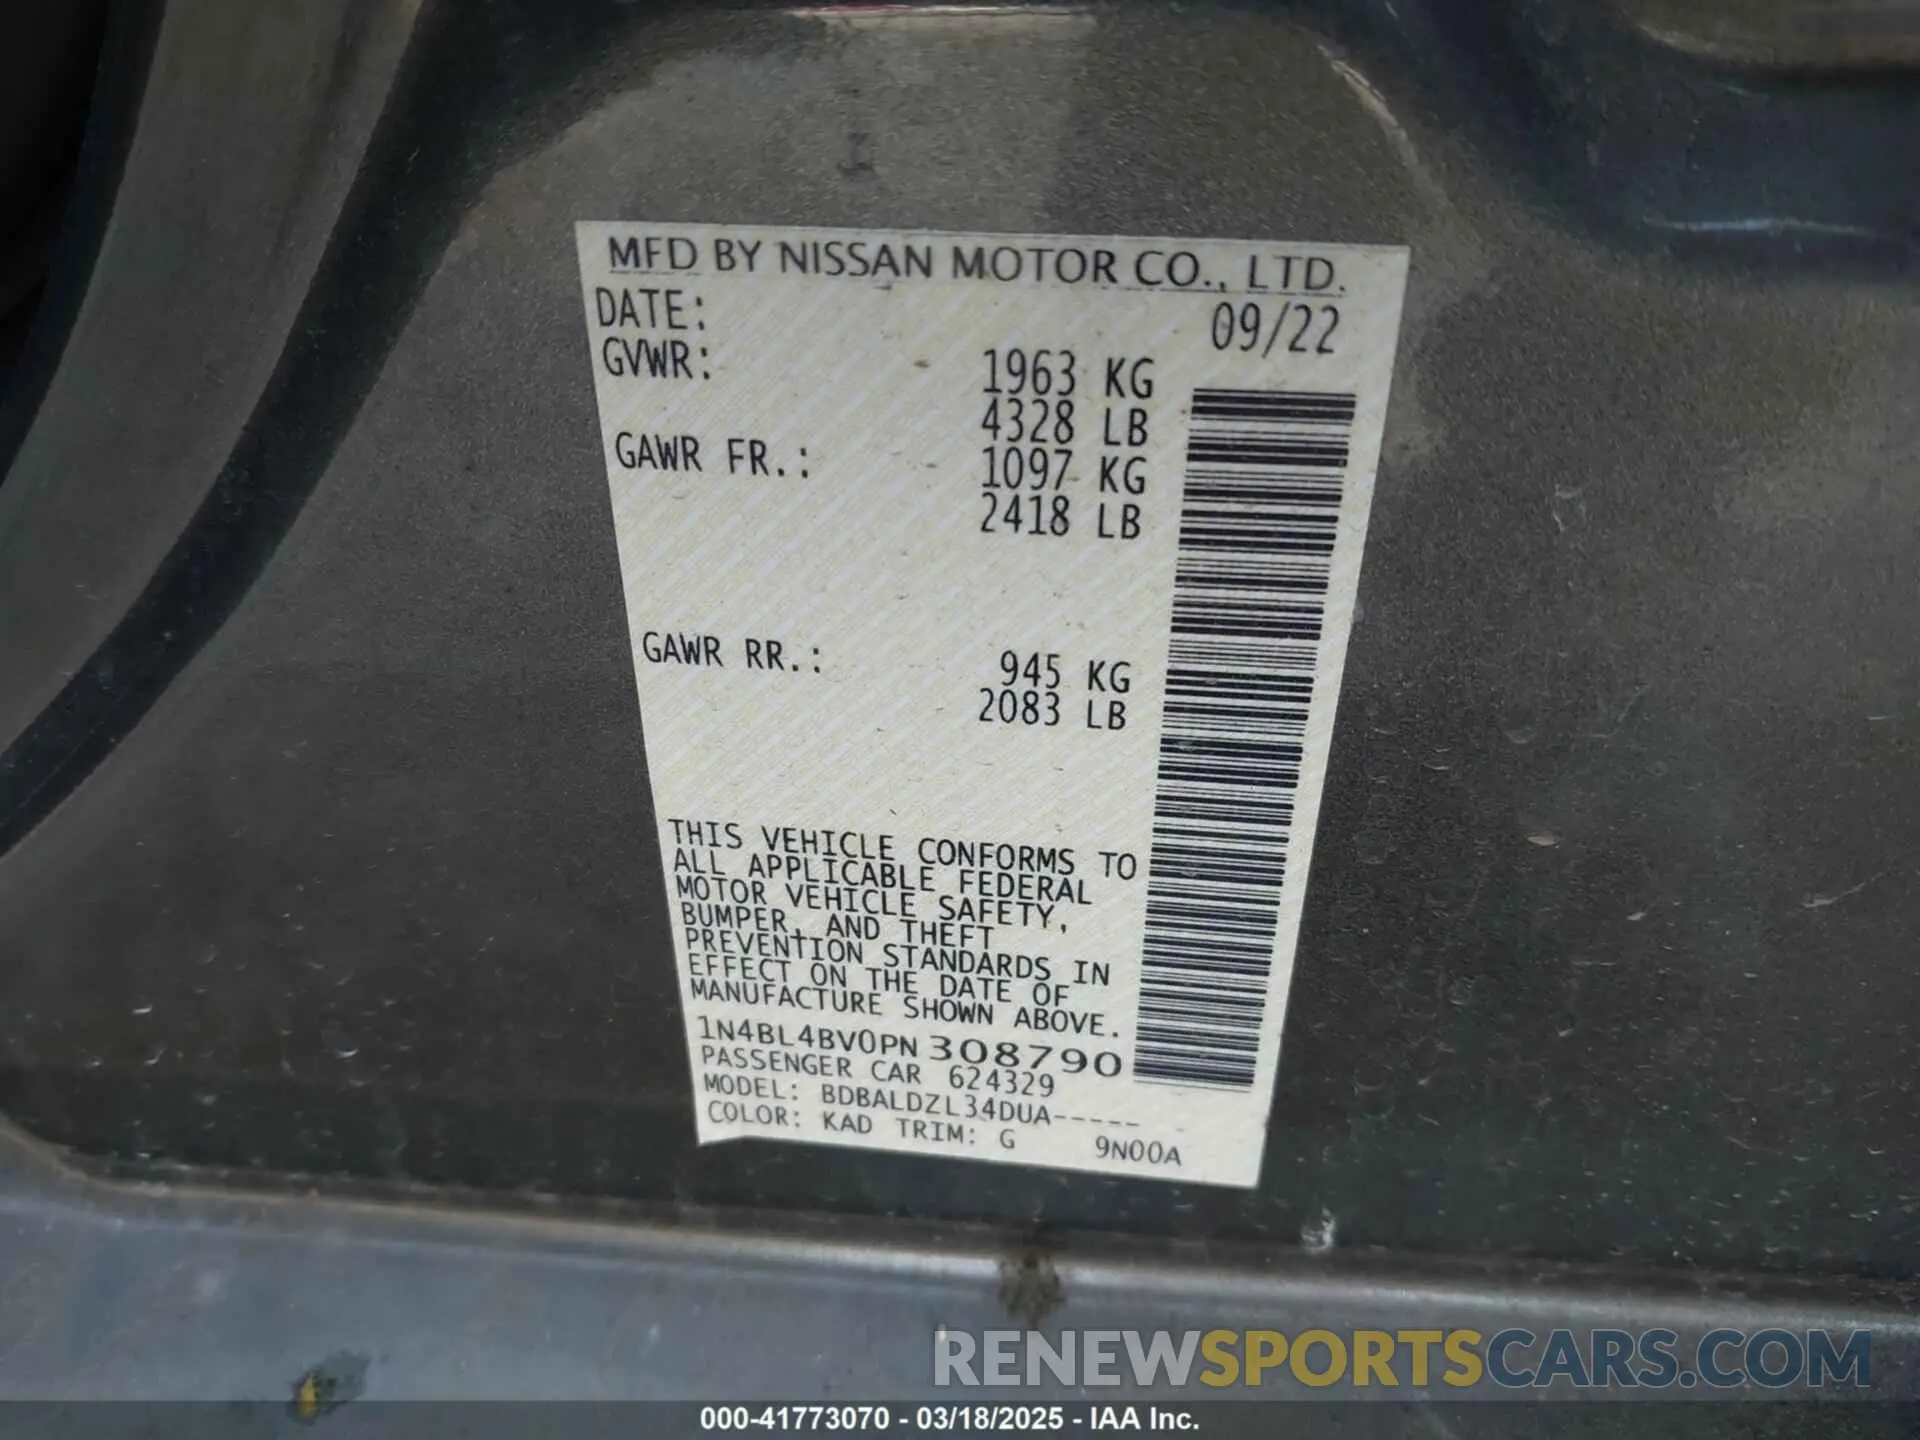 MFD BY NISSAN MOTOR CO., LTD.
DATE: 09/22
GVWR: 1963 KG
4328 LB
GAWR FR.: 1097 KG
2418 LB
GAWR RR.: 945 KG
2083 LB
THIS VEHICLE CONFORMS TO
ALL APPLICABLE FEDERAL
MOTOR VEHICLE SAFETY,
BUMPER, AND THEFT
PREVENTION STANDARDS IN
EFFECT ON THE DATE OF
MANUFACTURE SHOWN ABOVE.
1N4BL4BV0PN308790
PASSENGER CAR 624329
MODEL: BDBALDZL34DUA-----
COLOR: KAD TRIM: G 9N00A
RENEWSPORTSCARS.COM
000-41773070 - 03/18/2025 - IAA Inc.